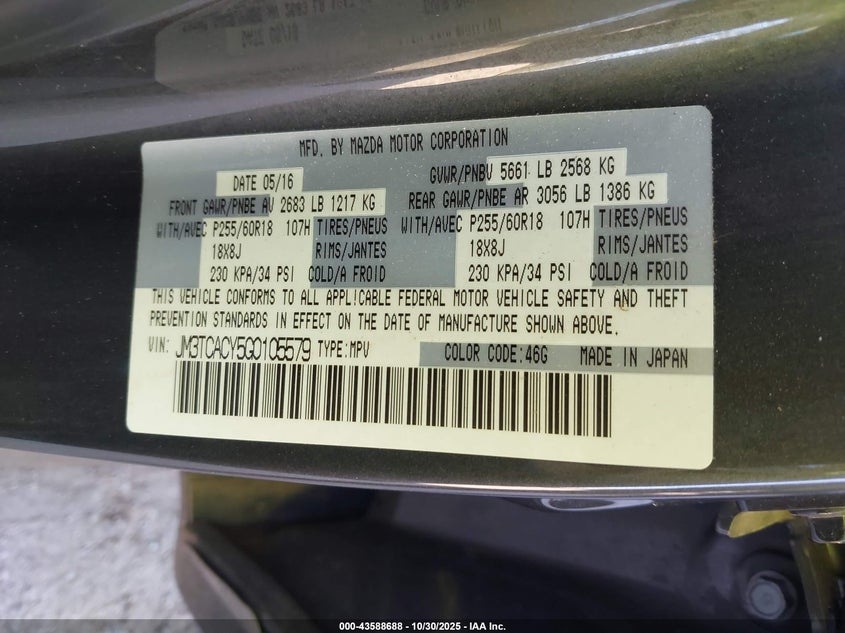 MFD. BY MAZDA MOTOR CORPORATION
DATE 05/16
GVWR/PNBV 5661 LB 2568 KG
FRONT GAWR/PNBE AV 2683 LB 1217 KG
REAR GAWR/PNBE AR 3056 LB 1386 KG
WITH/AVEC P255/60R18 107H TIRES/PNEUS
WITH/AVEC P255/60R18 107H TIRES/PNEUS
18X8J RIMS/JANTES
18X8J RIMS/JANTES
230 KPA/34 PSI COLD/A FROID
230 KPA/34 PSI COLD/A FROID
THIS VEHICLE CONFORMS TO ALL APPLICABLE FEDERAL MOTOR VEHICLE SAFETY AND THEFT
PREVENTION STANDARDS IN EFFECT ON THE DATE OF MANUFACTURE SHOWN ABOVE.
VIN: JM3TCACY5G0105579 TYPE:MPV COLOR CODE:46G MADE IN JAPAN
000-43588688 - 10/30/2025 - IAA Inc.